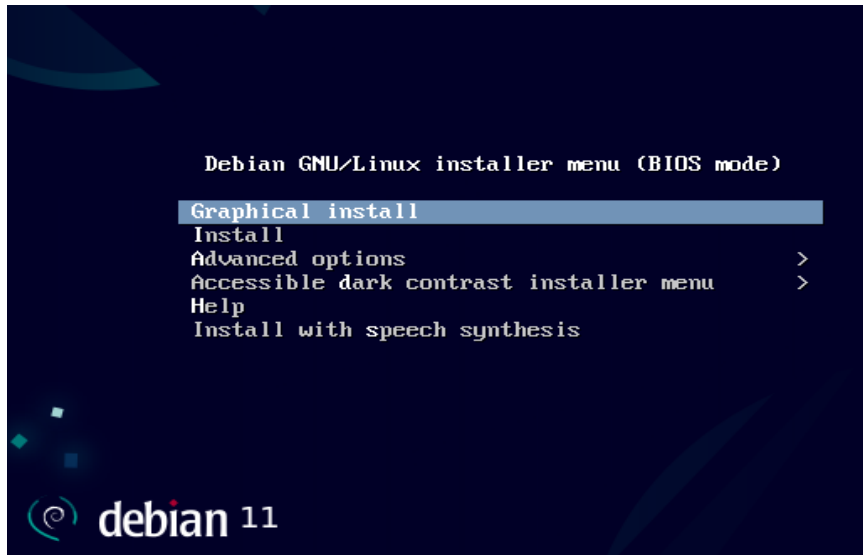 Debian GNU/Linux installer menu (BIOS mode)
Graphical install
Install
Advanced options >
Accessible dark contrast installer menu >
Help
Install with speech synthesis
debian 11